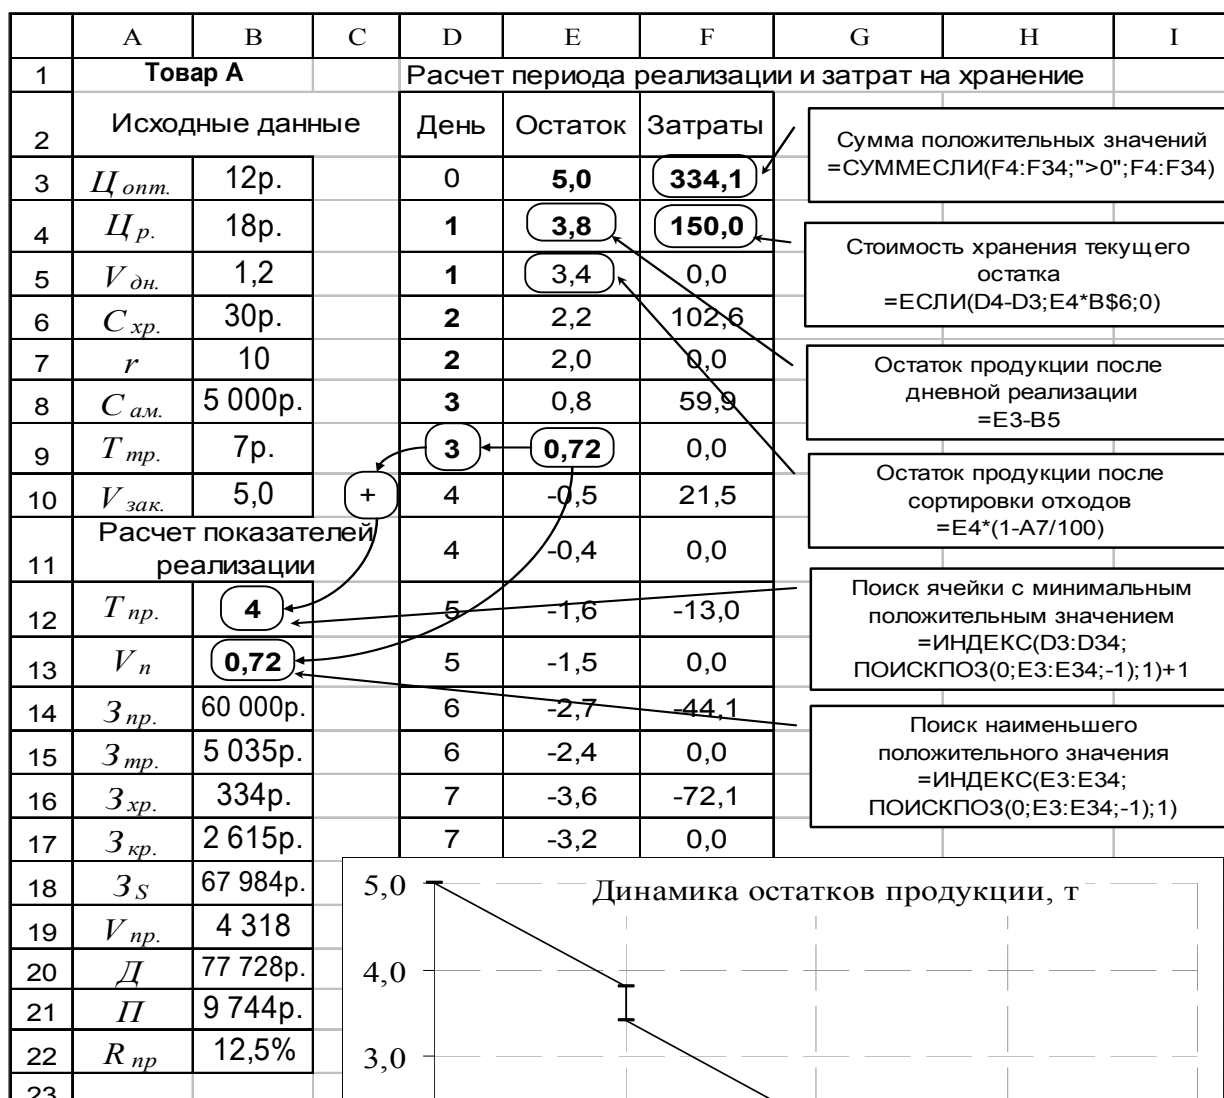 A B C D E F G H I
1 Товар А Расчет периода реализации и затрат на хранение
2 Исходные данные День Остаток Затраты
3 Ц опт. 12р. 0 5,0 334,1
4 Ц р. 18р. 1 3,8 150,0
5 V дн. 1,2 1 3,4 0,0
6 С хр. 30р. 2 2,2 102,6
7 r 10 2 2,0 0,0
8 С ам. 5 000р. 3 0,8 59,9
9 Т тр. 7р. 3 0,72 0,0
10 V зак. 5,0 + 4 -0,5 21,5
11 Расчет показателей
реализации 4 -0,4 0,0
12 Т пр. 4 5 -1,6 -13,0
13 V п 0,72 5 -1,5 0,0
14 З пр. 60 000р. 6 -2,7 -44,1
15 З тр. 5 035р. 6 -2,4 0,0
16 З хр. 334р. 7 -3,6 -72,1
17 З кр. 2 615р. 7 -3,2 0,0
18 З S 67 984р.
19 V пр. 4 318
20 Д 77 728р.
21 П 9 744р.
22 R пр 12,5%
23
Сумма положительных значений
=СУММЕСЛИ(F4:F34;">0";F4:F34)
Стоимость хранения текущего
остатка
=ЕСЛИ(D4-D3;E4*B$6;0)
Остаток продукции после
дневной реализации
=E3-B5
Остаток продукции после
сортировки отходов
=E4*(1-A7/100)
Поиск ячейки с минимальным
положительным значением
=ИНДЕКС(D3:D34;
ПОИСКПОЗ(0;E3:E34;-1);1)+1
Поиск наименьшего
положительного значения
=ИНДЕКС(E3:E34;
ПОИСКПОЗ(0;E3:E34;-1);1)
Динамика остатков продукции, т
5,0
4,0
3,0